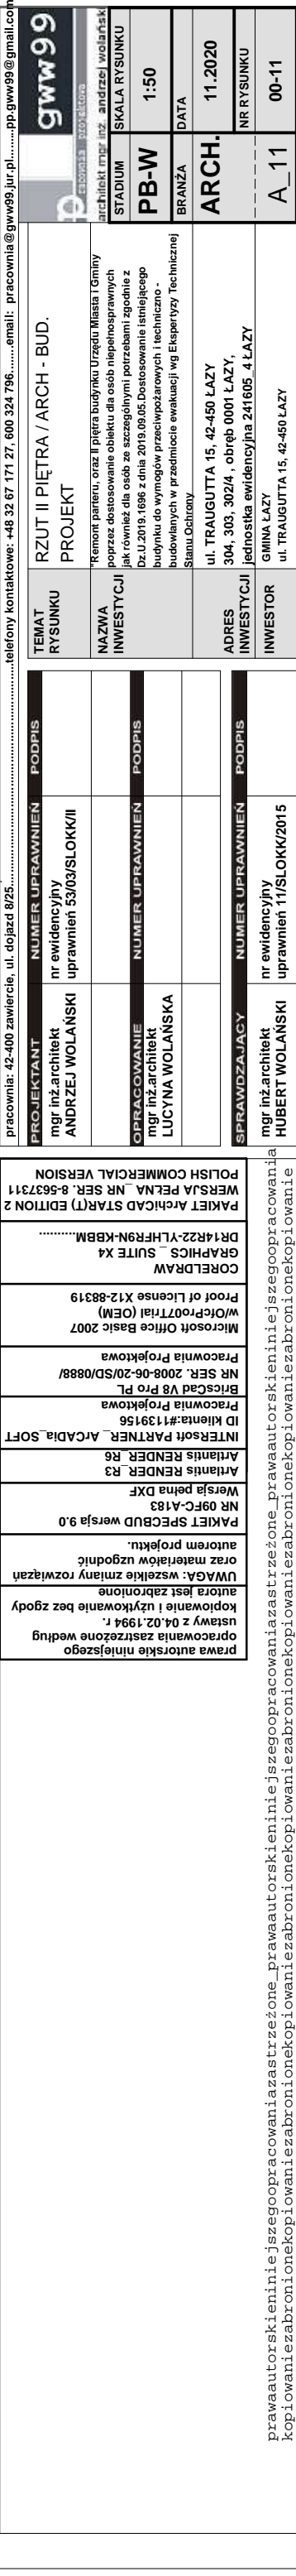 pracownia: 42-400 zawiercie, ul. dojazd 8/25...........................................................telefony kontaktowe: +48 32 67 171 27, 600 324 796........email: pracownia@gww99.jur.pl........pp.gww99@gmail.com
PROJEKTANT NUMER UPRAWNIEŃ PODPIS
mgr inż.architekt
ANDRZEJ WOLAŃSKI
nr ewidencyjny
uprawnień 53/03/SLOKK/II
OPRACOWANIE NUMER UPRAWNIEŃ PODPIS
mgr inż.architekt
LUCYNA WOLAŃSKA
SPRAWDZAJĄCY NUMER UPRAWNIEŃ PODPIS
mgr inż.architekt
HUBERT WOLAŃSKI
nr ewidencyjny
uprawnień 11/SLOKK/2015
TEMAT
RYSUNKU
RZUT II PIĘTRA / ARCH - BUD.
PROJEKT
NAZWA
INWESTYCJI
"Remont parteru, oraz II piętra budynku Urzędu Miasta i Gminy
poprzez dostosowanie obiektu dla osób niepełnosprawnych
jak również dla osób ze szczególnymi potrzebami zgodnie z
Dz.U.2019.1696 z dnia 2019.09.05.Dostosowanie istniejącego
budynku do wymogów przeciwpożarowych i techniczno -
budowlanych w przedmiocie ewakuacji wg Ekspertyzy Technicznej
Stanu Ochrony
ADRES
INWESTYCJI
ul. TRAUGUTTA 15, 42-450 ŁAZY
304, 303, 302/4 , obręb 0001 ŁAZY,
jednostka ewidencyjna 241605_4 ŁAZY
INWESTOR
GMINA ŁAZY
ul. TRAUGUTTA 15, 42-450 ŁAZY
gww99
pracownia projektowa
architekt mgr inż. andrzej wolański
STADIUM SKALA RYSUNKU
PB-W 1:50
BRANŻA DATA
ARCH. 11.2020
NR RYSUNKU
A_11 00-11
prawa autorskie niniejszego
opracowania zastrzeżone według
ustawy z 04.02.1994 r.
kopiowanie i użytkowanie bez zgody
autora jest zabronione
UWAGA: wszelkie zmiany rozwiązań
oraz materiałów uzgodnić
autorem projektu.
PAKIET SPECBUD wersja 9.0
NR 09FC-A183
Wersja pełna DXF
Artlantis RENDER_R3
Artlantis RENDER_R6
INTERsoft PARTNER_ ARCADia_SOFT
ID klienta:#1139156
Pracownia Projektowa
BricsCad V8 Pro PL
NR SER. 2008-06-20/SD/0888/
Pracownia Projektowa
Microsoft Office Basic 2007
w/OfcPro07Trial (OEM)
Proof of License X12-88319
CORELDRAW
GRAPHICS _ SUITE X4
DR14R22-VLHFR9N-KBBM..........
PAKIET ArchiCAD START(T) EDITION 2
WERSJA PEŁNA _NR SER. 8-5637311
POLISH COMMERCIAL VERSION
prawaautorskieniniejszegoopracowaniazastrzeżone_prawaautorskieniniejszegoopracowaniazastrzeżone_prawaautorskieniniejszegoopracowania
kopiowaniezabronionekopiowaniezabronionekopiowaniezabronionekopiowaniezabronionekopiowaniezabronionekopiowaniezabronionekopiowanie